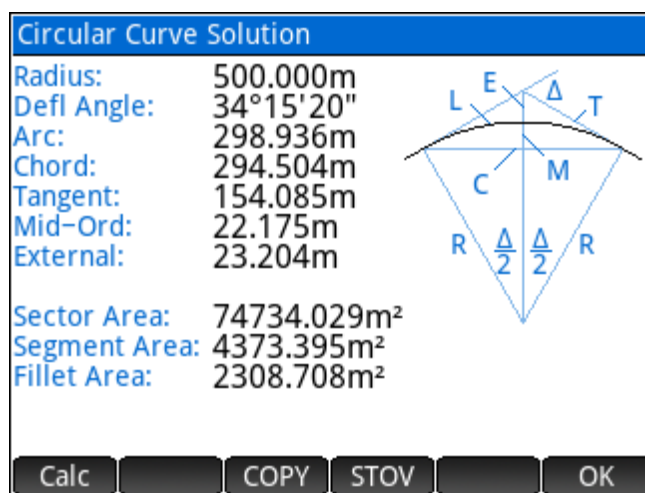 Circular Curve Solution
Radius: 500.000m
Defl Angle: 34°15'20"
Arc: 298.936m
Chord: 294.504m
Tangent: 154.085m
Mid-Ord: 22.175m
External: 23.204m
Sector Area: 74734.029m²
Segment Area: 4373.395m²
Fillet Area: 2308.708m²
L E Δ T
C M
R Δ/2 Δ/2 R
Calc COPY STOV OK